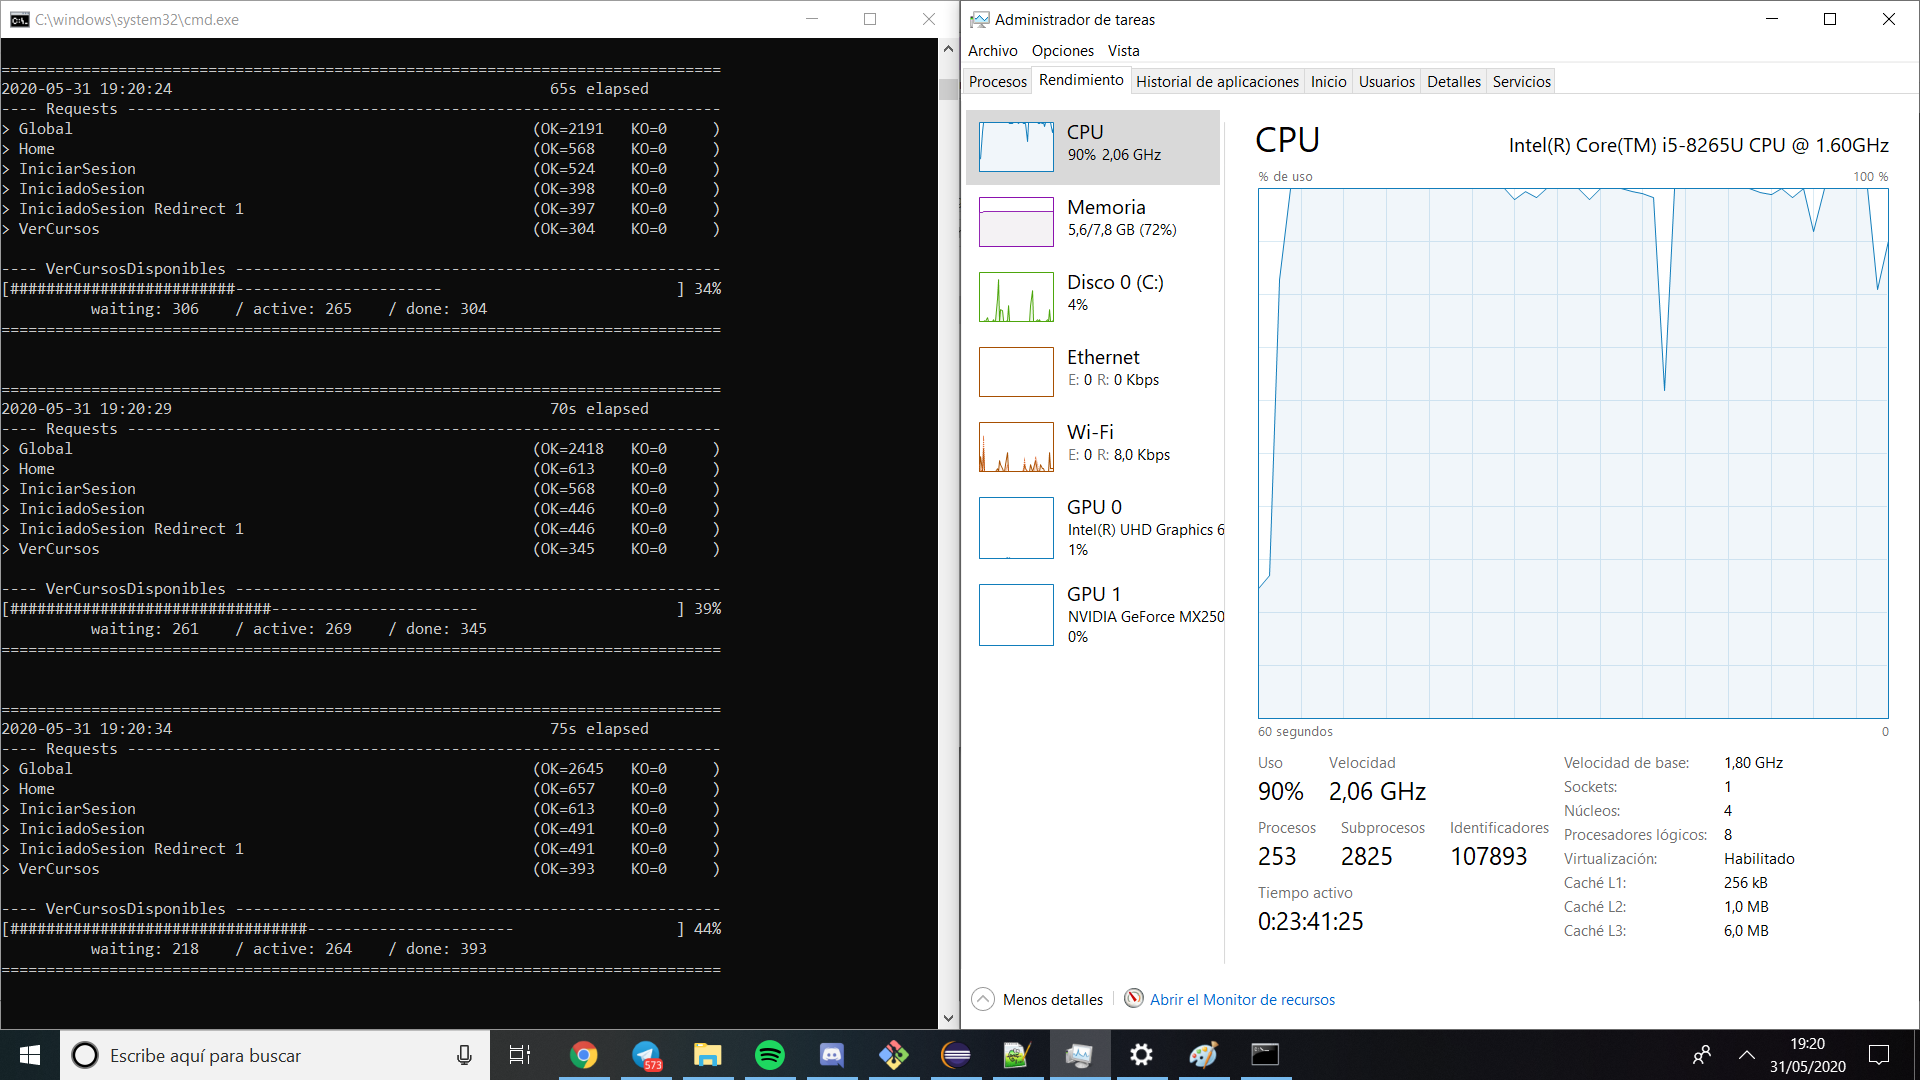 C:\windows\system32\cmd.exe
================================================================================
2020-05-31 19:20:24                                          65s elapsed
---- Requests ------------------------------------------------------------------
> Global                                                   (OK=2191   KO=0     )
> Home                                                     (OK=568    KO=0     )
> IniciarSesion                                            (OK=524    KO=0     )
> IniciadoSesion                                           (OK=398    KO=0     )
> IniciadoSesion Redirect 1                                (OK=397    KO=0     )
> VerCursos                                                (OK=304    KO=0     )
---- VerCursosDisponibles ------------------------------------------------------
[#########################-----------------------                          ] 34%
          waiting: 306    / active: 265    / done: 304
================================================================================
================================================================================
2020-05-31 19:20:29                                          70s elapsed
---- Requests ------------------------------------------------------------------
> Global                                                   (OK=2418   KO=0     )
> Home                                                     (OK=613    KO=0     )
> IniciarSesion                                            (OK=568    KO=0     )
> IniciadoSesion                                           (OK=446    KO=0     )
> IniciadoSesion Redirect 1                                (OK=446    KO=0     )
> VerCursos                                                (OK=345    KO=0     )
---- VerCursosDisponibles ------------------------------------------------------
[#############################-----------------------                      ] 39%
          waiting: 261    / active: 269    / done: 345
================================================================================
================================================================================
2020-05-31 19:20:34                                          75s elapsed
---- Requests ------------------------------------------------------------------
> Global                                                   (OK=2645   KO=0     )
> Home                                                     (OK=657    KO=0     )
> IniciarSesion                                            (OK=613    KO=0     )
> IniciadoSesion                                           (OK=491    KO=0     )
> IniciadoSesion Redirect 1                                (OK=491    KO=0     )
> VerCursos                                                (OK=393    KO=0     )
---- VerCursosDisponibles ------------------------------------------------------
[#################################-----------------------                  ] 44%
          waiting: 218    / active: 264    / done: 393
================================================================================
Administrador de tareas
Archivo Opciones Vista
Procesos Rendimiento Historial de aplicaciones Inicio Usuarios Detalles Servicios
CPU
90% 2,06 GHz
Memoria
5,6/7,8 GB (72%)
Disco 0 (C:)
4%
Ethernet
E: 0 R: 0 Kbps
Wi-Fi
E: 0 R: 8,0 Kbps
GPU 0
Intel(R) UHD Graphics 6
1%
GPU 1
NVIDIA GeForce MX250
0%
CPU Intel(R) Core(TM) i5-8265U CPU @ 1.60GHz
% de uso 100 %
60 segundos 0
Uso Velocidad
90% 2,06 GHz
Procesos Subprocesos Identificadores
253 2825 107893
Tiempo activo
0:23:41:25
Velocidad de base: 1,80 GHz
Sockets: 1
Núcleos: 4
Procesadores lógicos: 8
Virtualización: Habilitado
Caché L1: 256 kB
Caché L2: 1,0 MB
Caché L3: 6,0 MB
Menos detalles Abrir el Monitor de recursos
Escribe aquí para buscar
573
19:20
31/05/2020